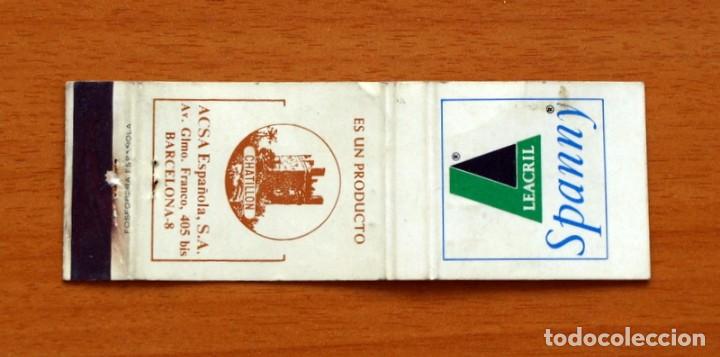 ES UN PRODUCTO
CHATILLON
ACSA Española, S.A.
Av. Glmo. Franco, 405 bis
BARCELONA-8
FOSFORERA ESPAÑOLA
LEACRIL ®
Spanny ®
todocoleccion